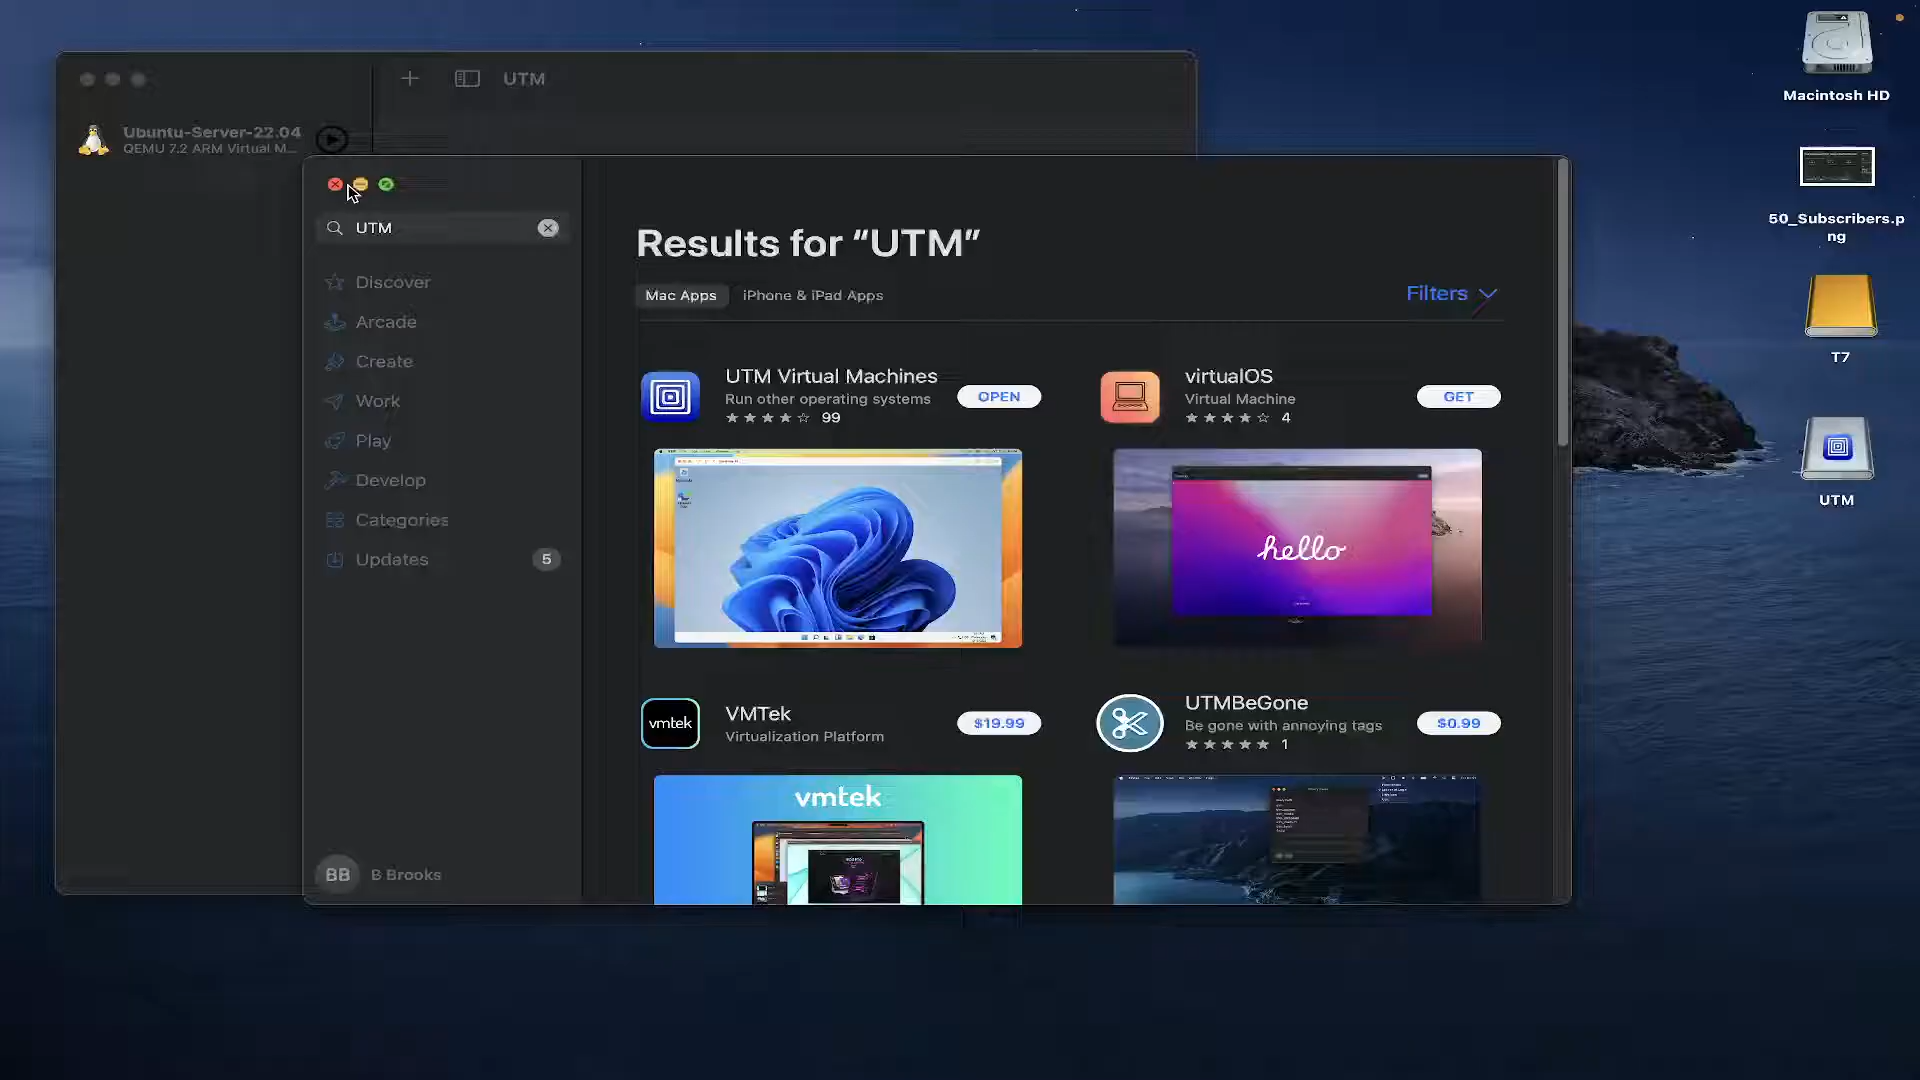 UTM
Ubuntu-Server-22.04
QEMU 7.2 ARM Virtual M...
UTM
Discover
Arcade
Create
Work
Play
Develop
Categories
Updates
5
BB
B Brooks
Results for “UTM”
Mac Apps
iPhone & iPad Apps
Filters
UTM Virtual Machines
Run other operating systems
99
OPEN
virtualOS
Virtual Machine
4
GET
hello
vmtek
VMTek
Virtualization Platform
$19.99
UTMBeGone
Be gone with annoying tags
1
$0.99
vmtek
Macintosh HD
50_Subscribers.p
ng
T7
UTM